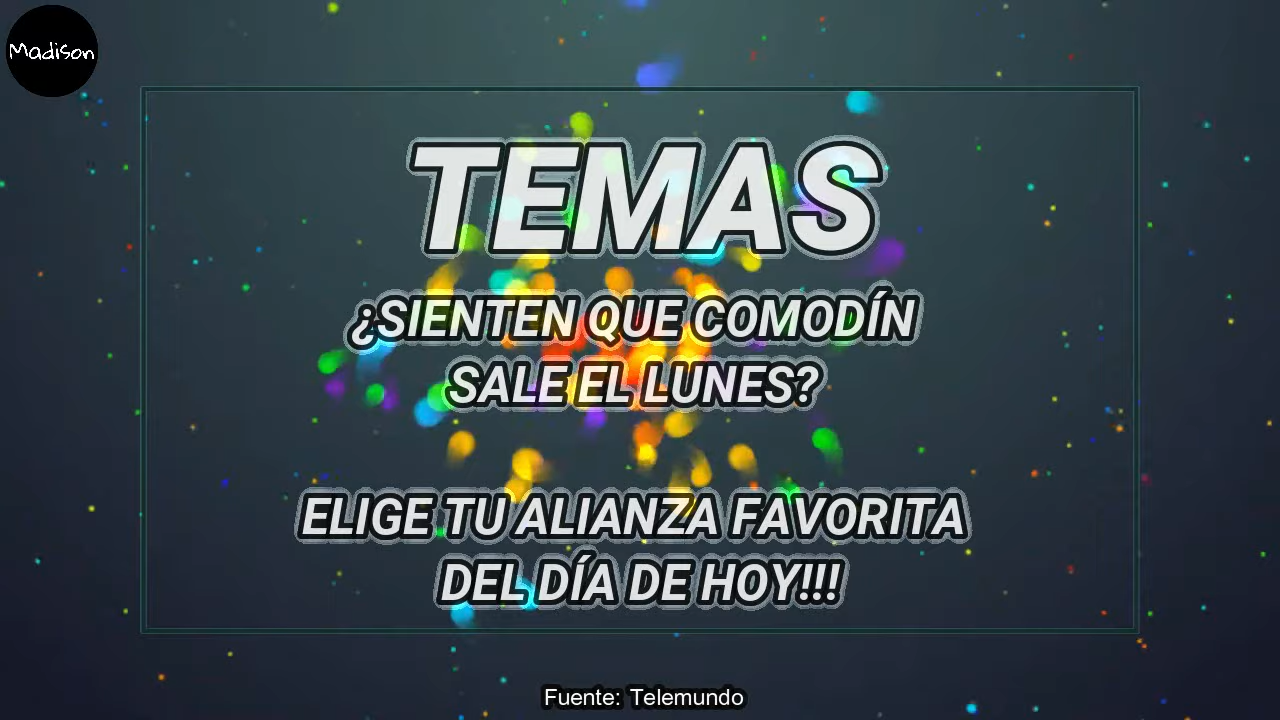 Madison
TEMAS
¿SIENTEN QUE COMODÍN
SALE EL LUNES?
ELIGE TU ALIANZA FAVORITA
DEL DÍA DE HOY!!!
Fuente: Telemundo